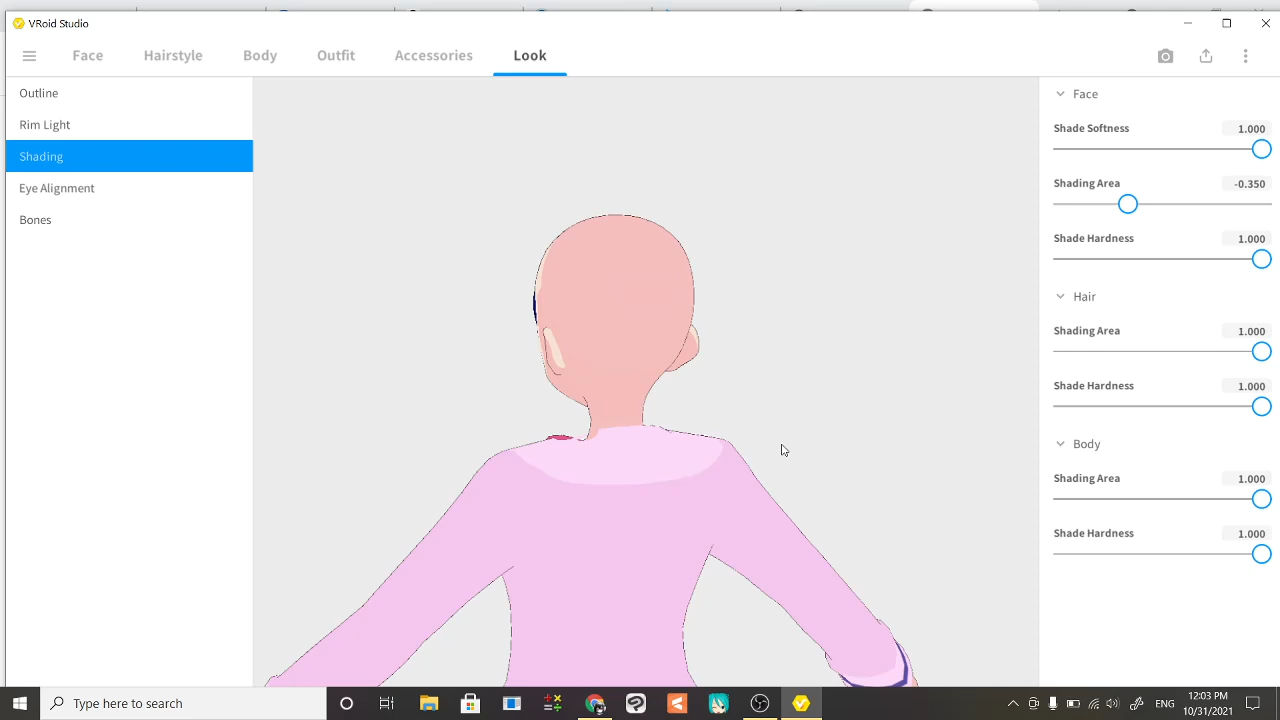 VRoid Studio
Face Hairstyle Body Outfit Accessories Look
Outline
Rim Light
Shading
Eye Alignment
Bones
Face
Shade Softness 1.000
Shading Area -0.350
Shade Hardness 1.000
Hair
Shading Area 1.000
Shade Hardness 1.000
Body
Shading Area 1.000
Shade Hardness 1.000
Type here to search
ENG
12:03 PM
10/31/2021